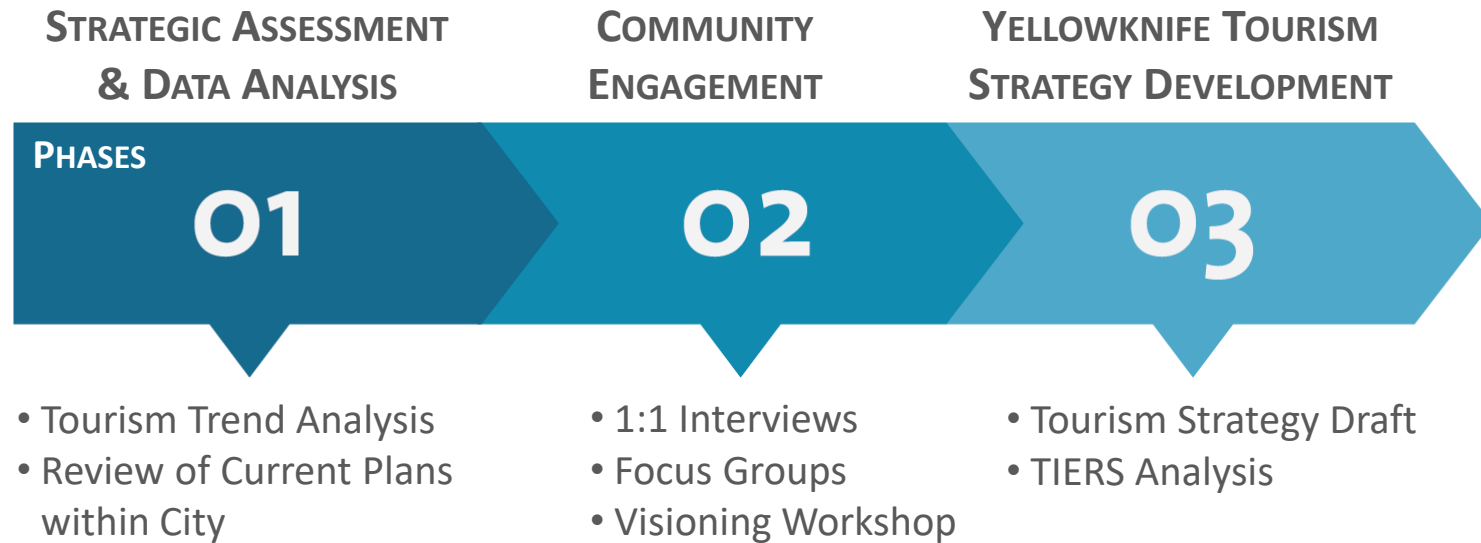 STRATEGIC ASSESSMENT
& DATA ANALYSIS
COMMUNITY
ENGAGEMENT
YELLOWKNIFE TOURISM
STRATEGY DEVELOPMENT
PHASES
01
02
03
• Tourism Trend Analysis
• Review of Current Plans
within City
• 1:1 Interviews
• Focus Groups
• Visioning Workshop
• Tourism Strategy Draft
• TIERS Analysis